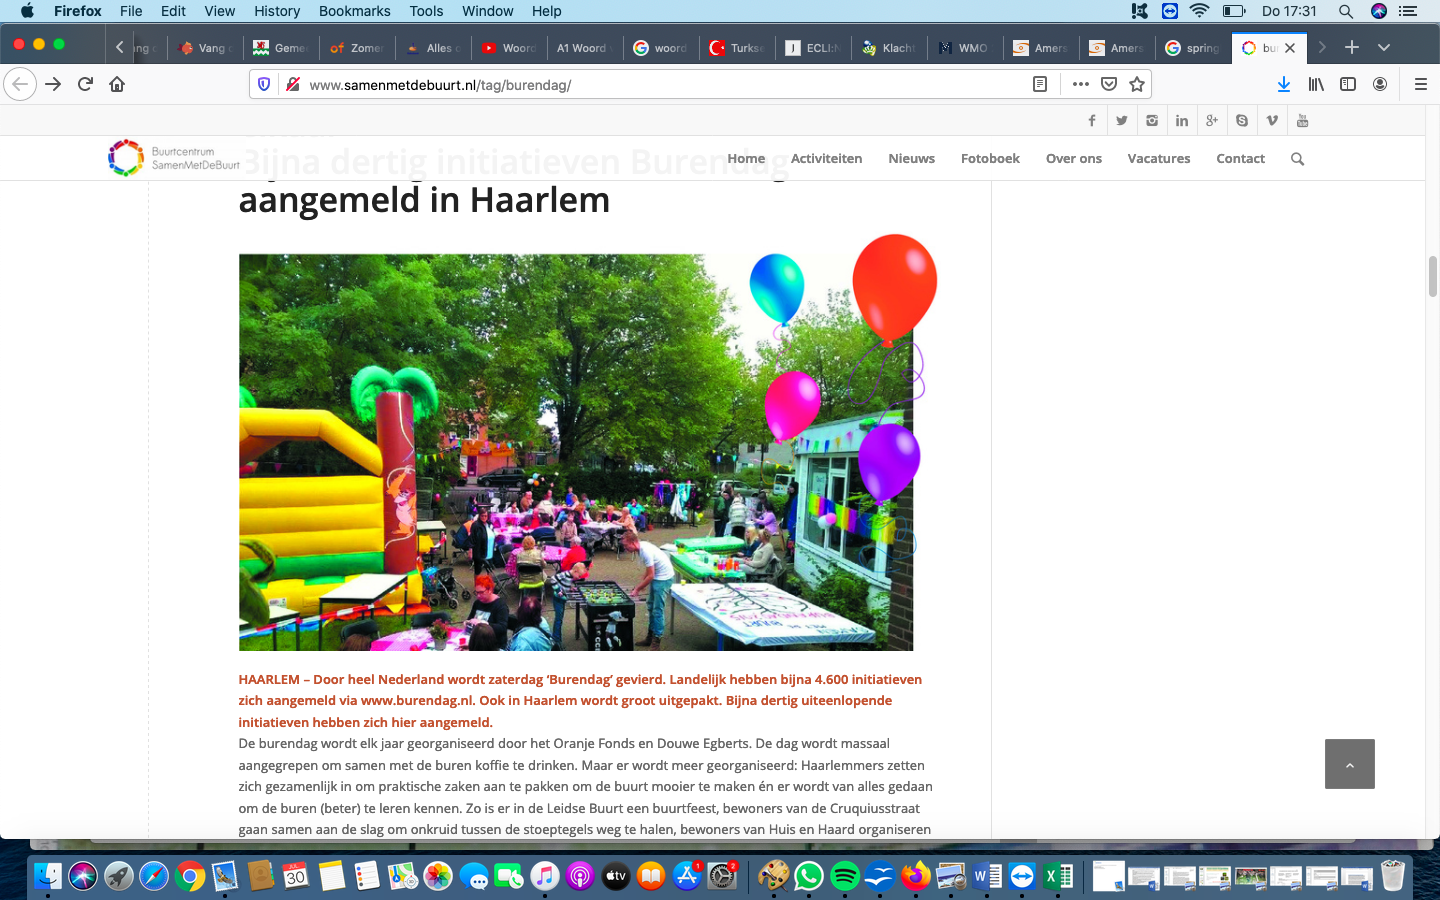 Firefox File Edit View History Bookmarks Tools Window Help Do 17:31
Vang Geme Zomer Alles Woord A1 Woord woord Turks ECLI:N Klacht WMO Amers Amers spring bu
www.samenmetdebuurt.nl/tag/burendag/
Buurtcentrum
SamenMetDeBuurt
Home Activiteiten Nieuws Fotoboek Over ons Vacatures Contact
Bijna dertig initiatieven Burendag
aangemeld in Haarlem
HAARLEM – Door heel Nederland wordt zaterdag ‘Burendag’ gevierd. Landelijk hebben bijna 4.600 initiatieven
zich aangemeld via www.burendag.nl. Ook in Haarlem wordt groot uitgepakt. Bijna dertig uiteenlopende
initiatieven hebben zich hier aangemeld.
De burendag wordt elk jaar georganiseerd door het Oranje Fonds en Douwe Egberts. De dag wordt massaal
aangegrepen om samen met de buren koffie te drinken. Maar er wordt meer georganiseerd: Haarlemmers zetten
zich gezamenlijk in om praktische zaken aan te pakken om de buurt mooier te maken én er wordt van alles gedaan
om de buren (beter) te leren kennen. Zo is er in de Leidse Buurt een buurtfeest, bewoners van de Cruquiusstraat
gaan samen aan de slag om onkruid tussen de stoeptegels weg te halen, bewoners van Huis en Haard organiseren
JUL
30
tv
1
2